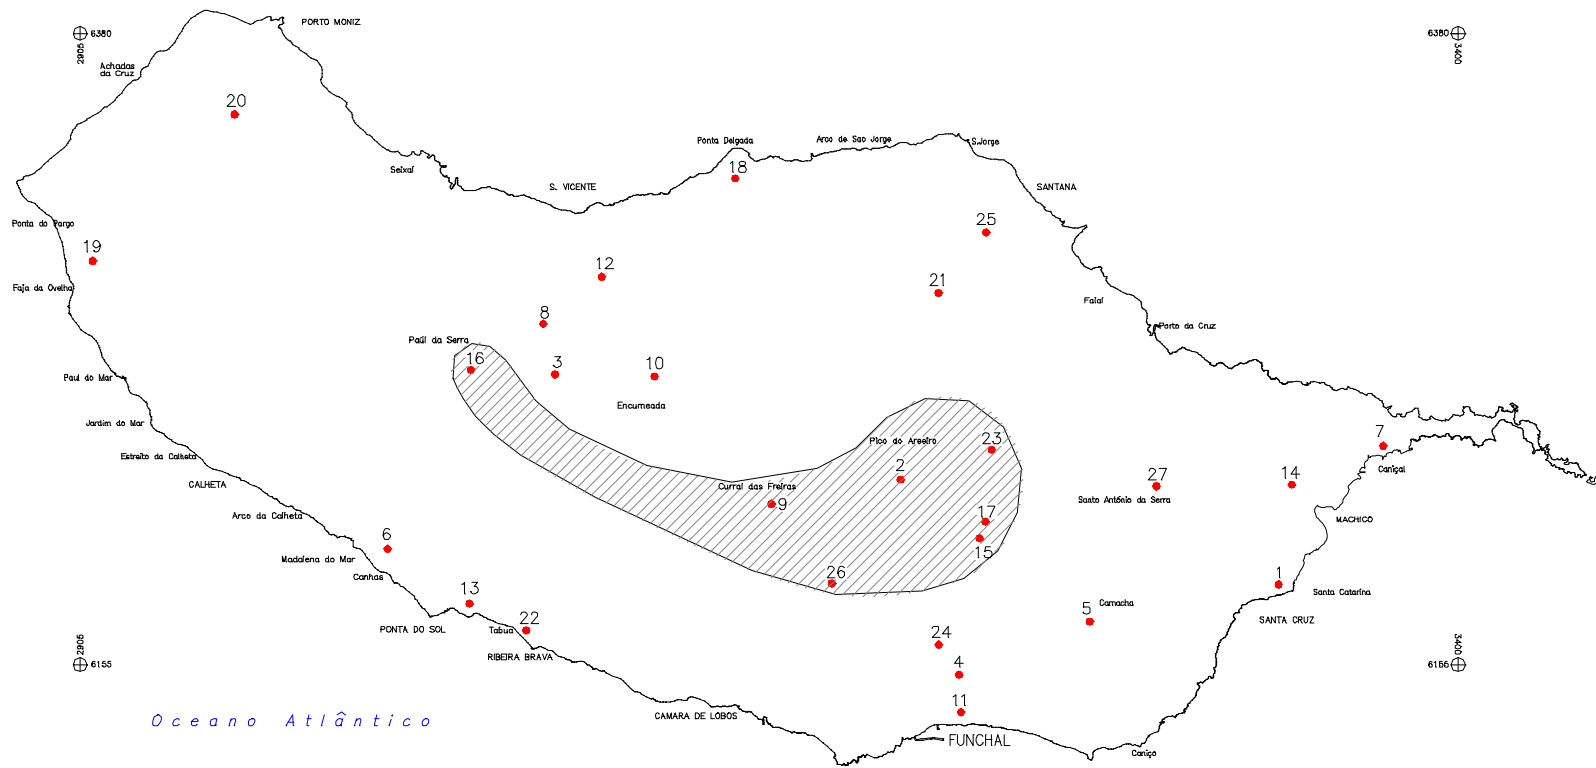 PORTO MONIZ
6380
2905
6380
3400
Achadas
da Cruz
20
Ponta Delgada
Arco de Sao Jorge
S.Jorge
Seixal
18
S. VICENTE
SANTANA
Ponta do Pargo
25
19
12
21
Faja da Ovelha
Faial
8
Porto da Cruz
Paúl da Serra
16
3
10
Paul do Mar
Encumeada
Jardim do Mar
Pico do Areeiro
23
7
Estreito da Calheta
2
Caniçal
CALHETA
Curral das Freiras
9
27
14
Santo António da Serra
Arco da Calheta
17
MACHICO
6
15
Madalena do Mar
Canhas
26
1
13
Camacha
Santa Catarina
5
SANTA CRUZ
PONTA DO SOL
Tabua
22
24
RIBEIRA BRAVA
2905
6155
4
3400
6155
11
CAMARA DE LOBOS
Oceano Atlântico
FUNCHAL
Caniço